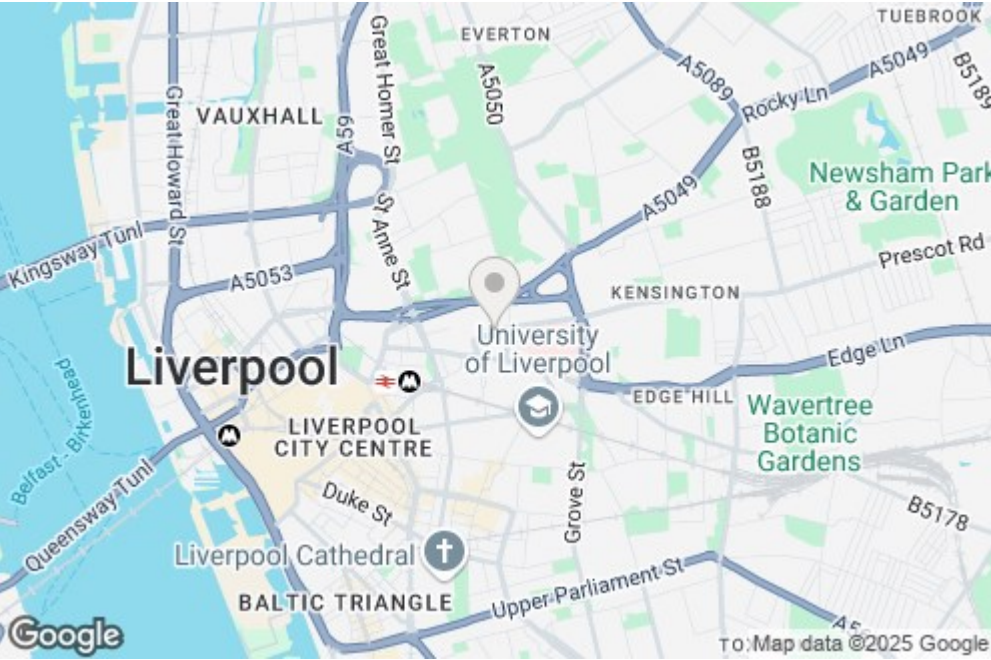 TUEBROOK
EVERTON
A5089
A5049
B5189
Great Homer St
A5050
Rocky Ln
Great Howard St
VAUXHALL
A59
B5188
Newsham Park
& Garden
A5049
St Anne St
Kingsway Tunl
Prescot Rd
A5053
KENSINGTON
University
of Liverpool
Edge Ln
Liverpool
EDGE HILL
Wavertree
Botanic
Gardens
Belfast - Birkenhead
LIVERPOOL
CITY CENTRE
Queensway Tunl
Duke St
Grove St
B5178
Liverpool Cathedral
Upper Parliament St
BALTIC TRIANGLE
Google
Map data ©2025 Google